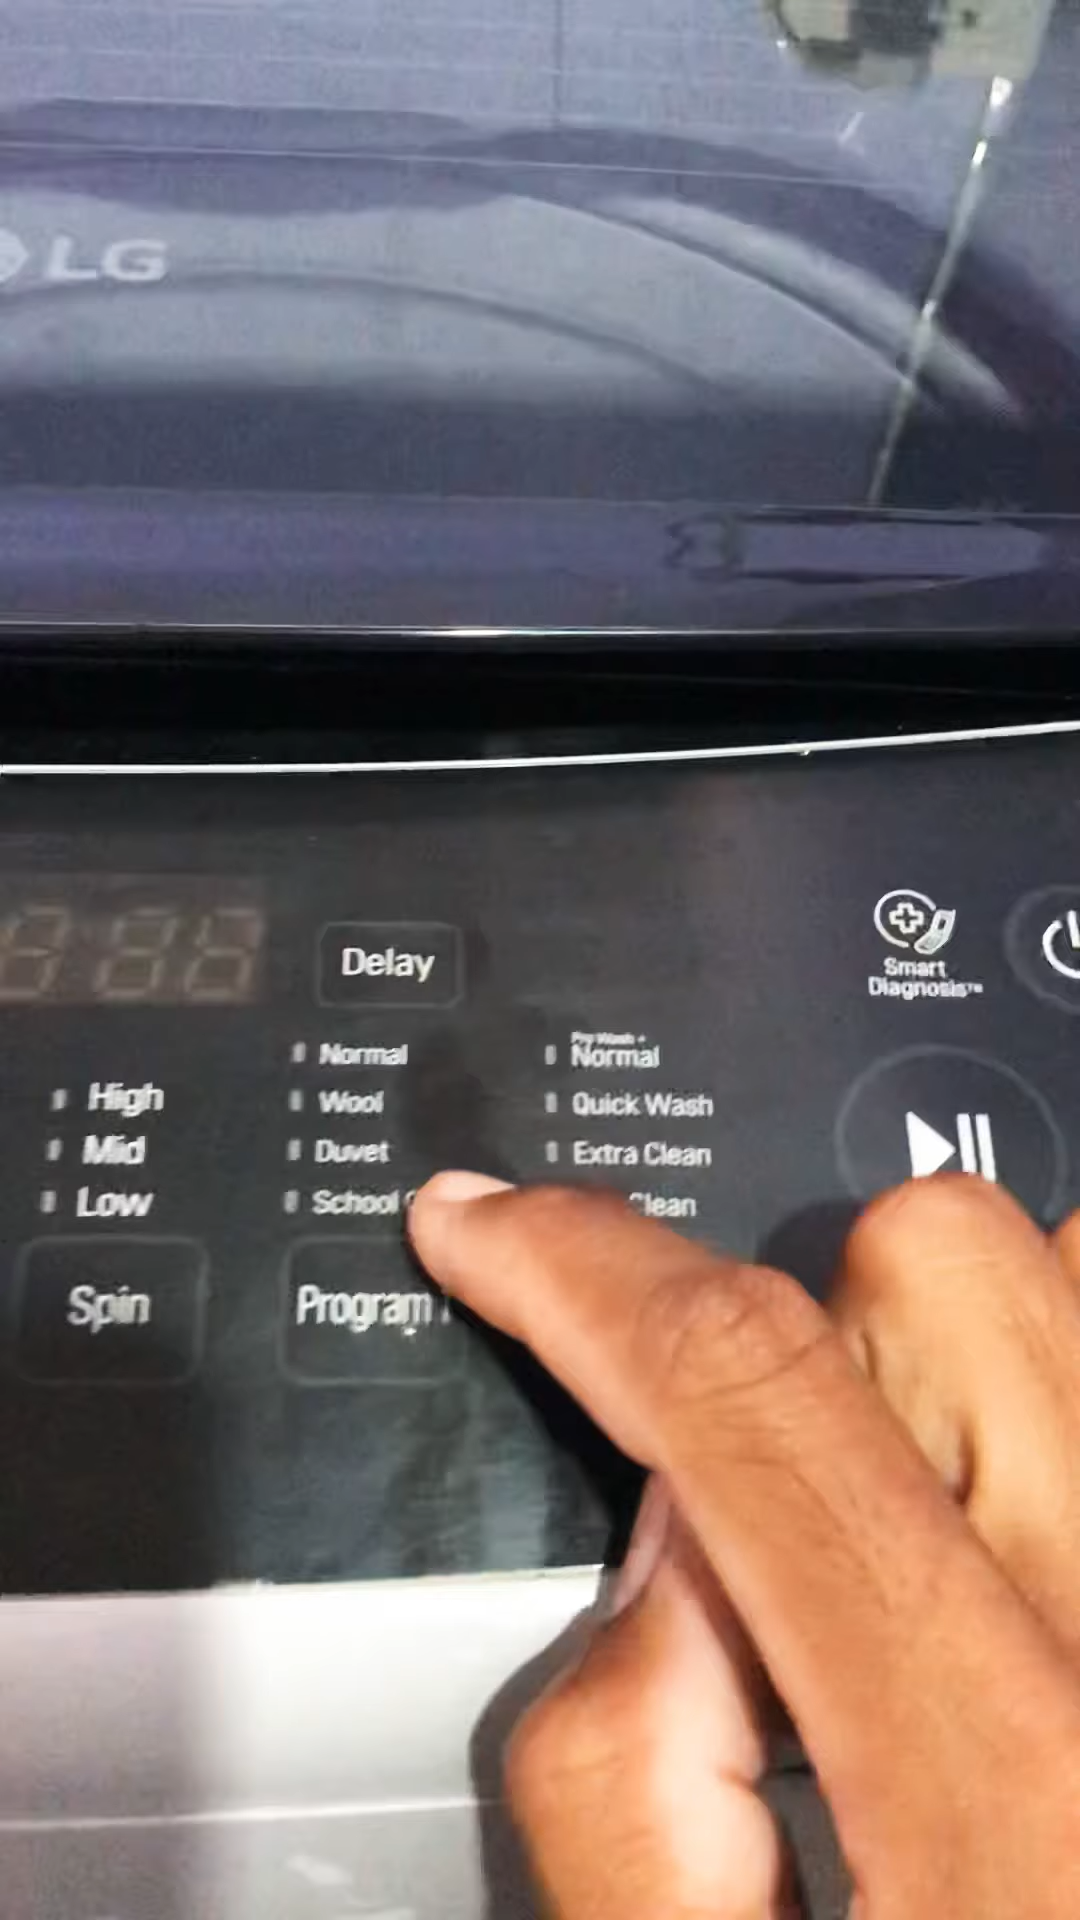 LG
Delay
Smart
Diagnosis™
High
Mid
Low
Spin
Normal
Wool
Duvet
School
Program
Pre Wash +
Normal
Quick Wash
Extra Clean
Clean